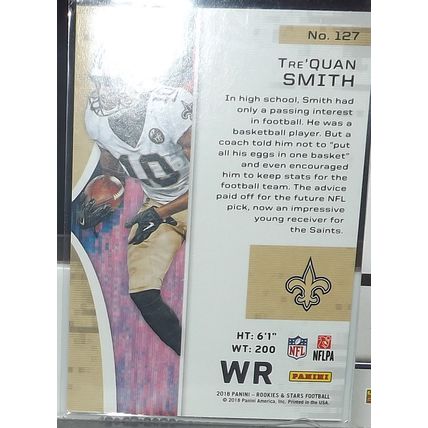 No. 127
TRE'QUAN
SMITH
In high school, Smith had
only a passing interest
in football. He was a
basketball player. But a
coach told him not to "put
all his eggs in one basket"
and even encouraged
him to keep stats for the
football team. The advice
paid off for the future NFL
pick, now an impressive
young receiver for
the Saints.
10
HT: 6'1"
WT: 200
NFL
NFLPA
WR
PANINI
2018 PANINI – ROOKIES & STARS FOOTBALL
© 2018 Panini America, Inc. Printed in the USA.